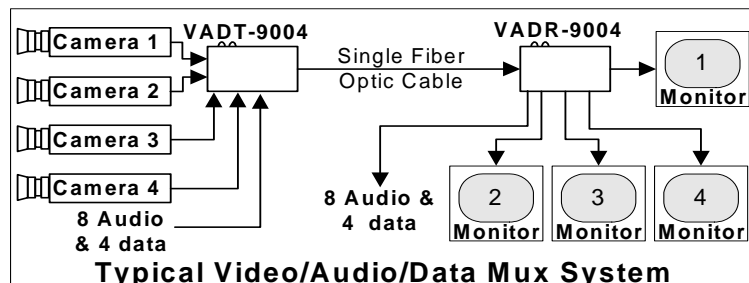 Camera 1
Camera 2
Camera 3
Camera 4
8 Audio
& 4 data
VADT-9004
Single Fiber
Optic Cable
VADR-9004
1
Monitor
8 Audio &
4 data
2
Monitor
3
Monitor
4
Monitor
Typical Video/Audio/Data Mux System